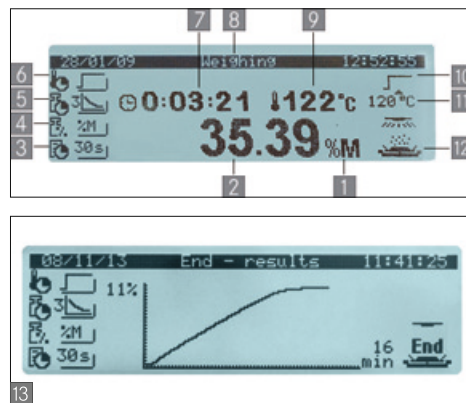 7 8 9
28/01/09 Weighing 12:52:55
6 10
5 3 0:03:21 122°c 120°c 11
4 %M
3 30s 35.39 %M 12
2 1
08/11/13 End - results 11:41:25
11%
3
%M
30s 16 min End
13